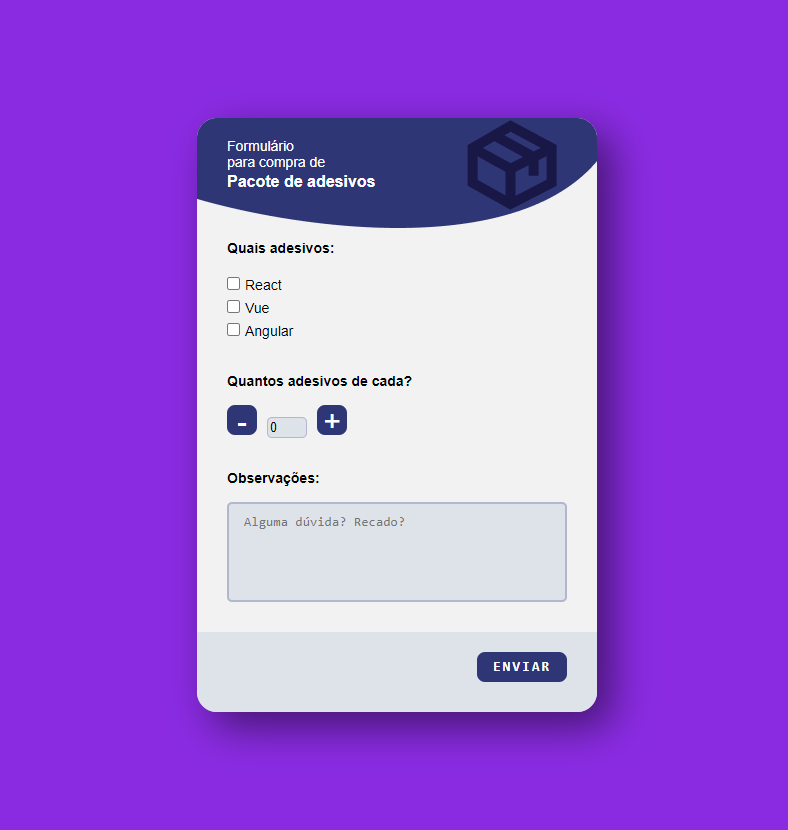 Formulário
para compra de
Pacote de adesivos
Quais adesivos:
React
Vue
Angular
Quantos adesivos de cada?
- 0 +
Observações:
Alguma dúvida? Recado?
ENVIAR